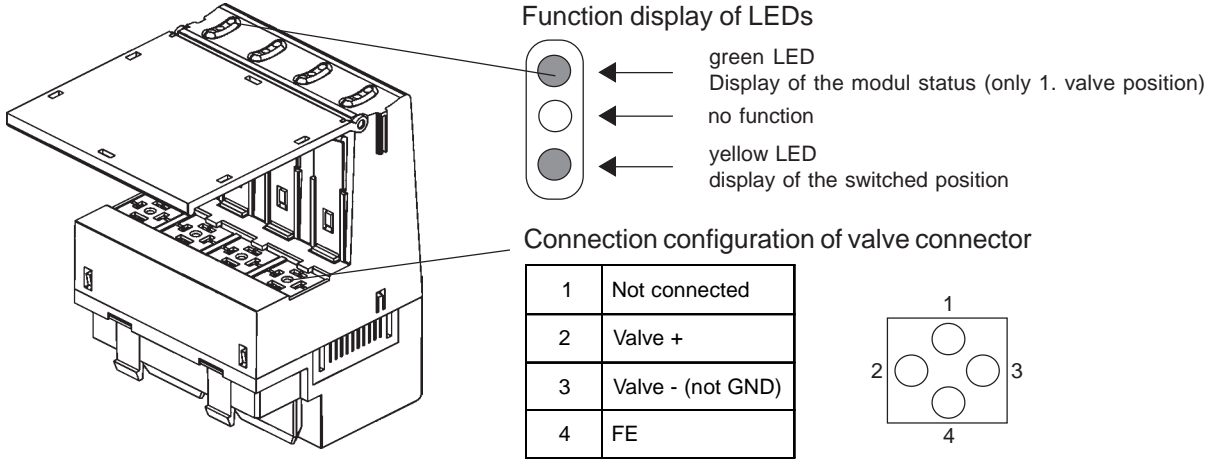 Function display of LEDs
green LED
Display of the modul status (only 1. valve position)
no function
yellow LED
display of the switched position
Connection configuration of valve connector
1 Not connected
2 Valve +
3 Valve - (not GND)
4 FE
1
2 3
4